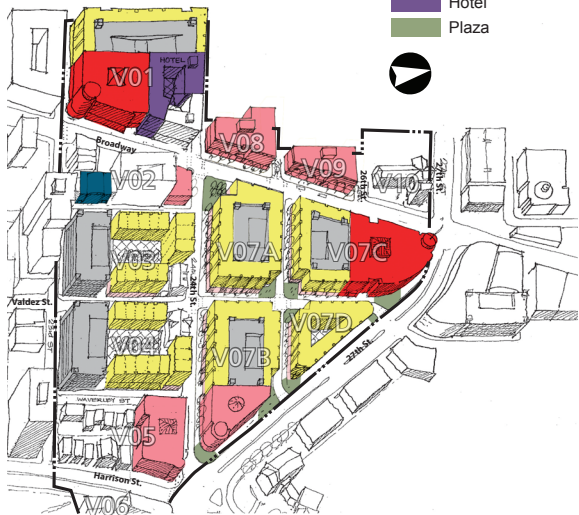 Hotel
Plaza
V01
HOTEL
Broadway
V08
V09
26th St.
V10
27th St.
V02
V07A
V07C
V03
24th St.
Valdez St.
23rd ST
V04
V07B
V07D
27th St.
WAVERLEY ST.
V05
Harrison St.
V06